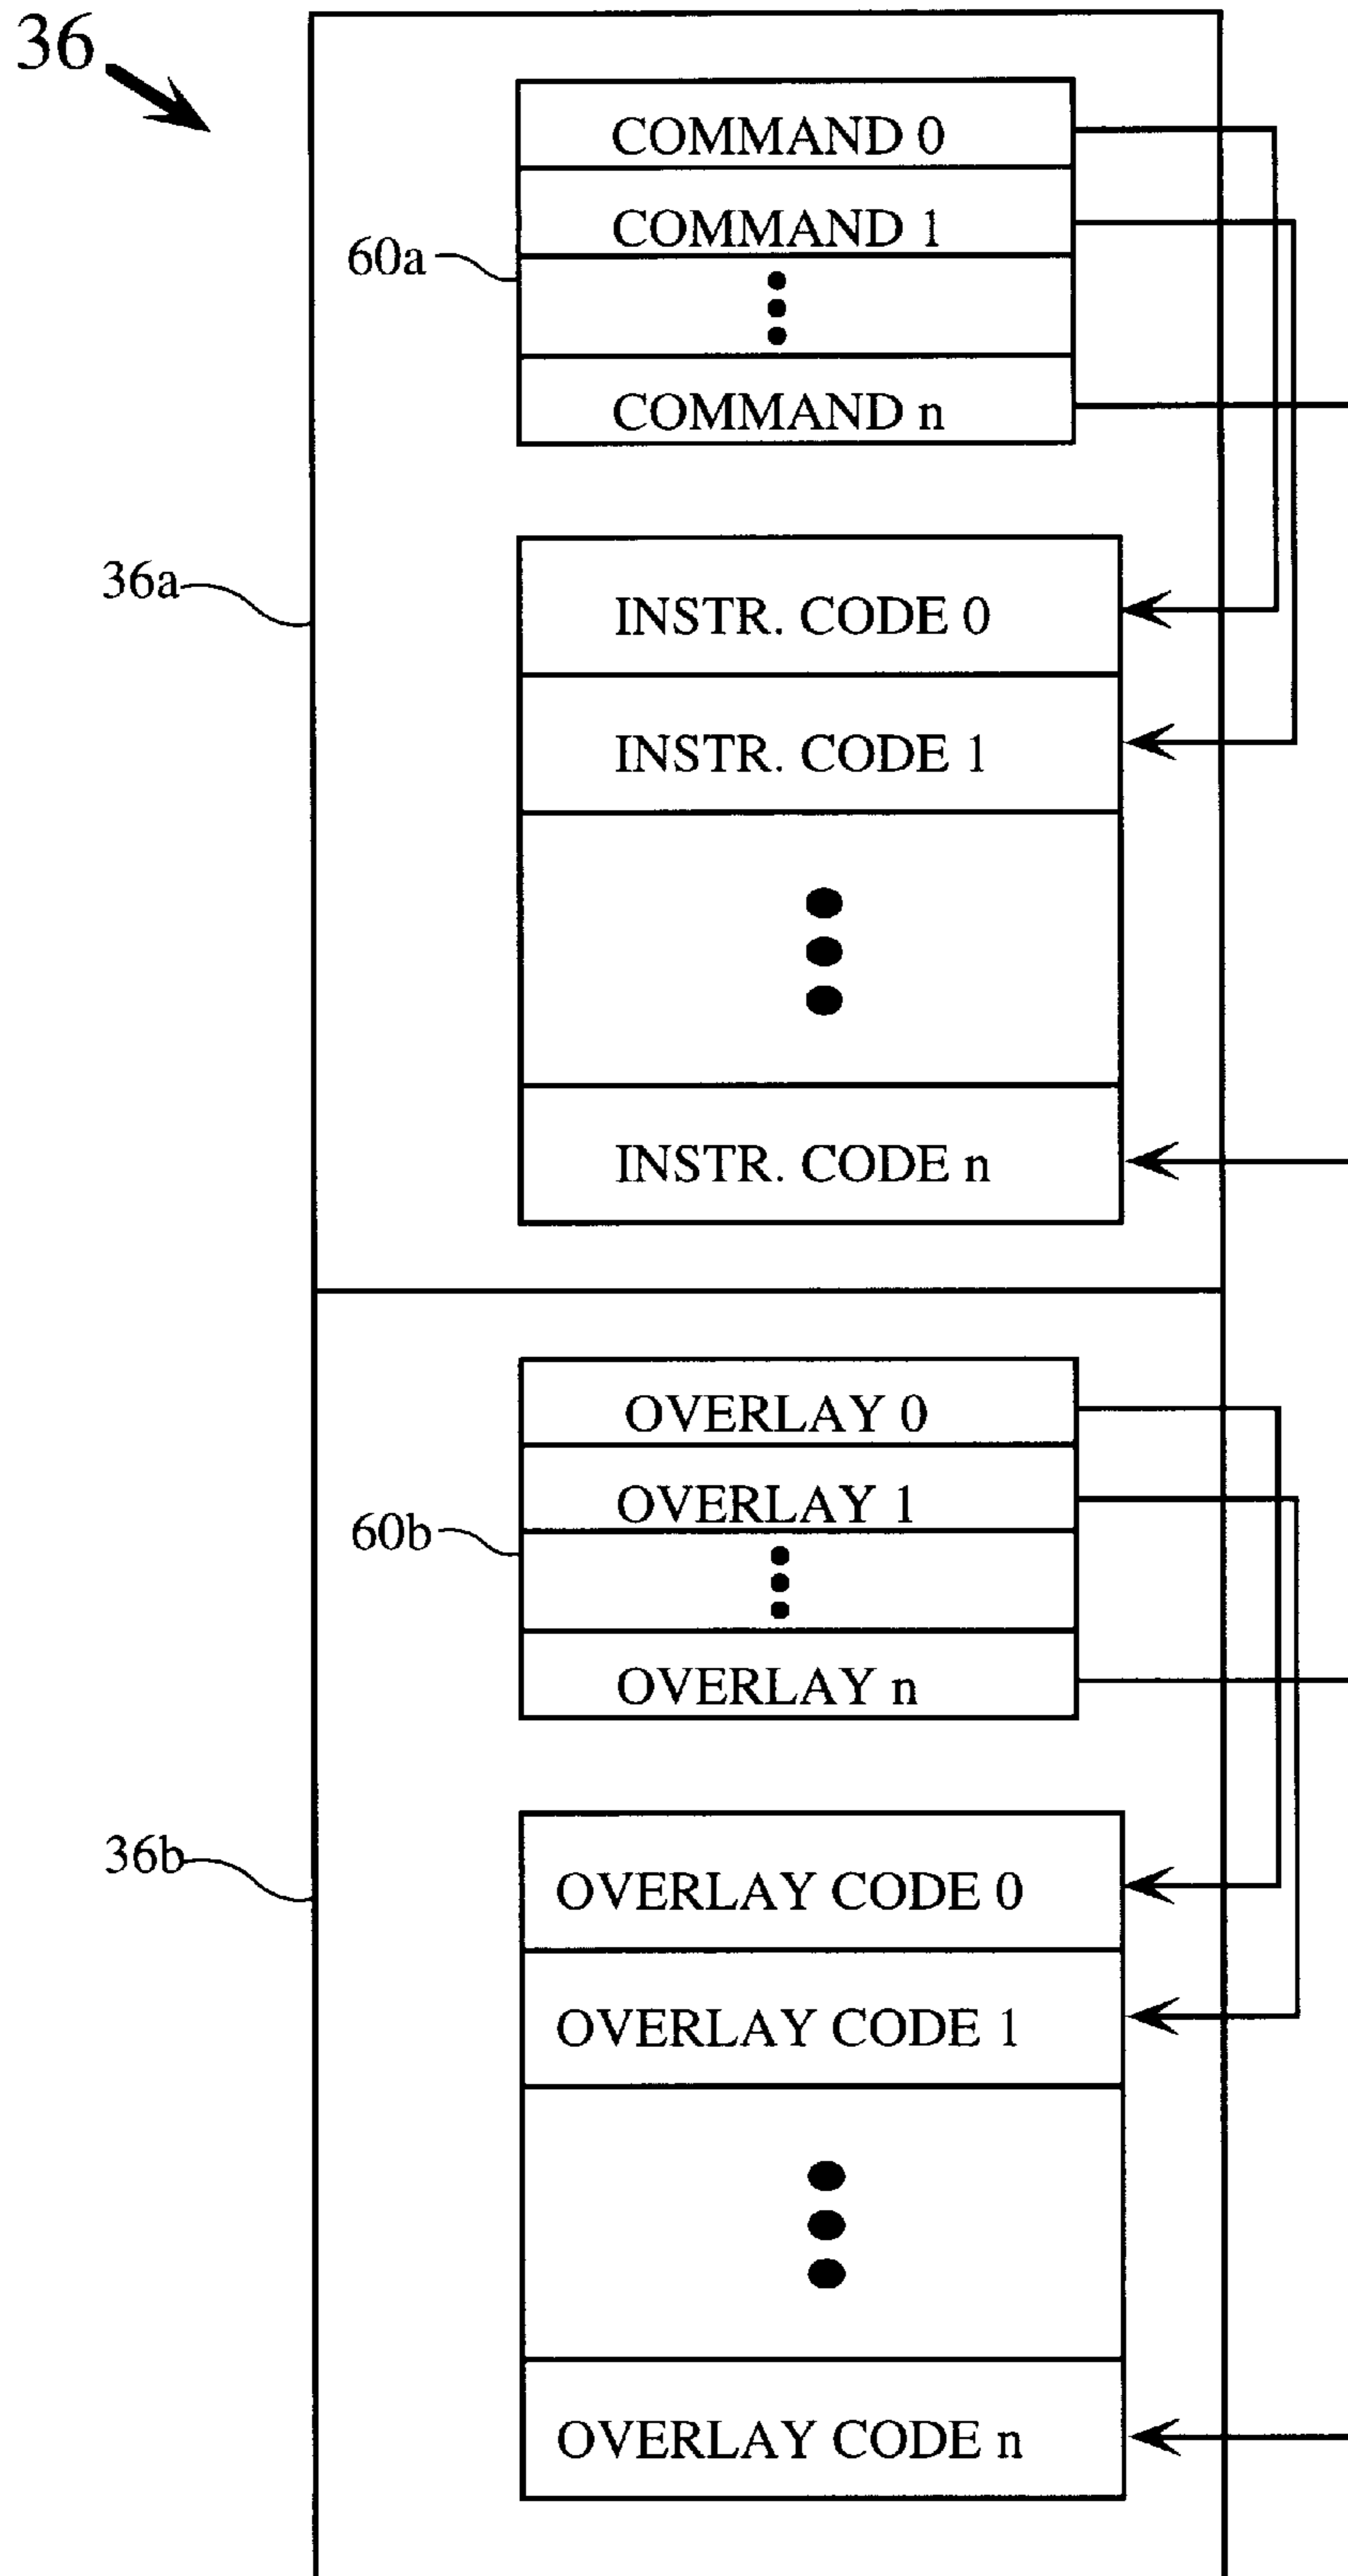 36
COMMAND 0
COMMAND 1
60a
COMMAND n
36a
INSTR. CODE 0
INSTR. CODE 1
INSTR. CODE n
OVERLAY 0
OVERLAY 1
60b
OVERLAY n
36b
OVERLAY CODE 0
OVERLAY CODE 1
OVERLAY CODE n